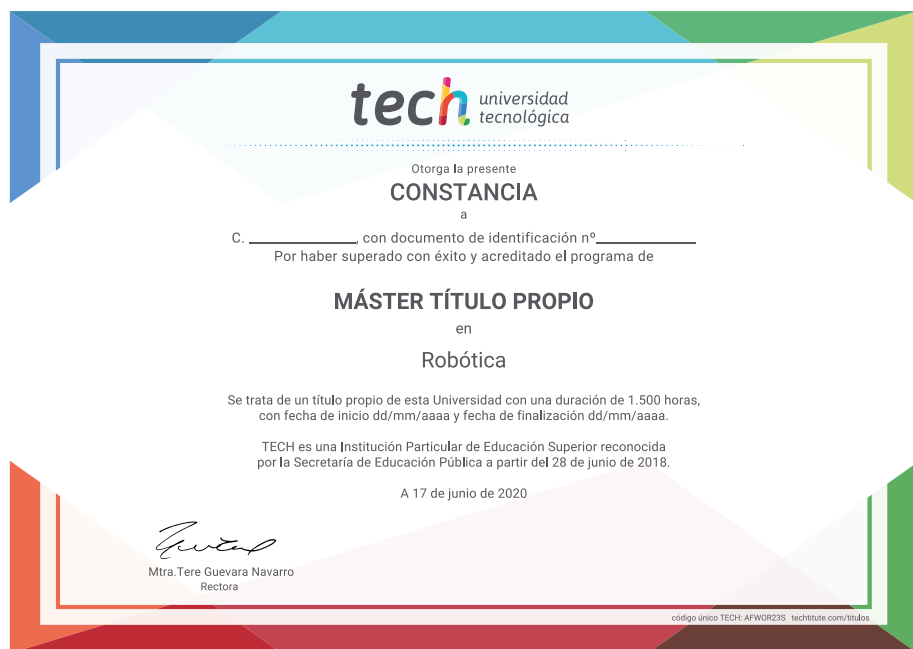 tech universidad
tecnológica
Otorga la presente
CONSTANCIA
a
C. ____________, con documento de identificación nº____________
Por haber superado con éxito y acreditado el programa de
MÁSTER TÍTULO PROPIO
en
Robótica
Se trata de un título propio de esta Universidad con una duración de 1.500 horas,
con fecha de inicio dd/mm/aaaa y fecha de finalización dd/mm/aaaa.
TECH es una Institución Particular de Educación Superior reconocida
por la Secretaría de Educación Pública a partir del 28 de junio de 2018.
A 17 de junio de 2020
Mtra.Tere Guevara Navarro
Rectora
código único TECH: AFWOR23S techtitute.com/titulos